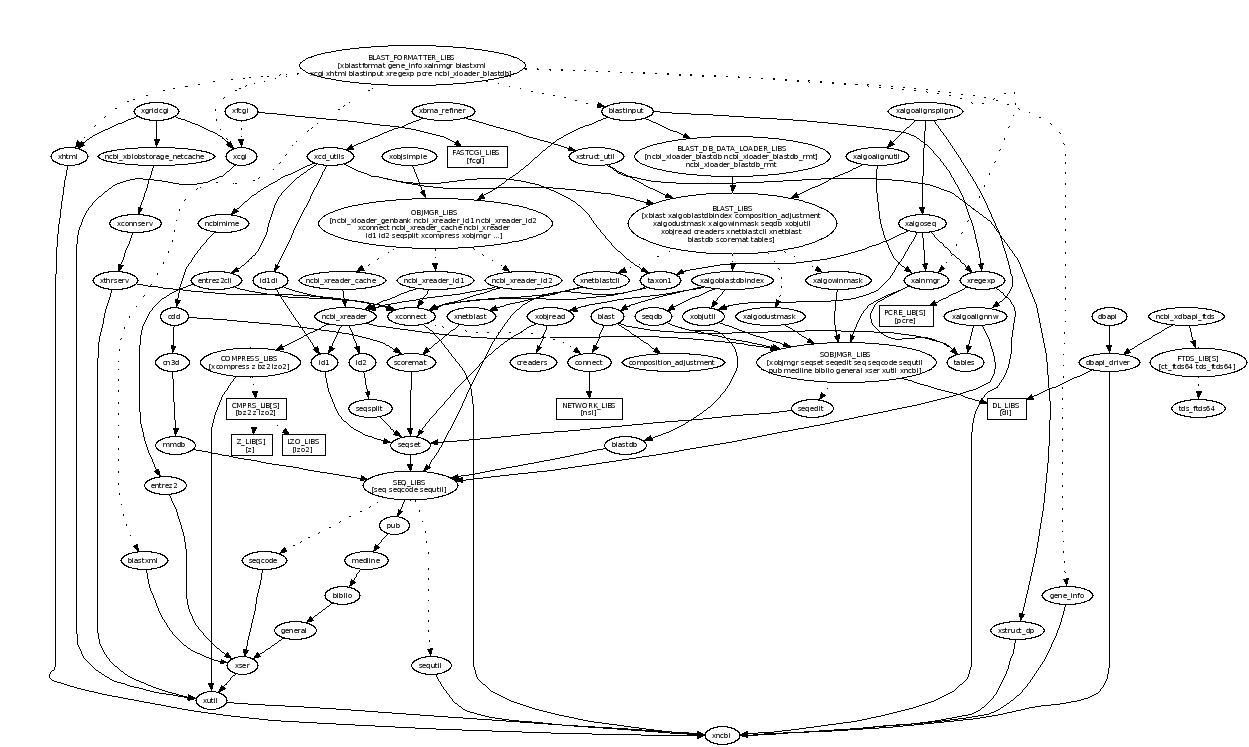 BLAST_FORMATTER_LIBS
[xblastformat gene_info xalnmgr blastxml
xcgi xhtml blastinput xregexp pcre ncbi_xloader_blastdb]
xgridcgi
xfcgi
xbma_refiner
blastinput
xalgoalignsplign
xhtml
ncbi_xblobstorage_netcache
xcgi
xcd_utils
xobjsimple
FASTCGI_LIBS
[fcgi]
xstruct_util
BLAST_DB_DATA_LOADER_LIBS
[ncbi_xloader_blastdb ncbi_xloader_blastdb_rmt]
ncbi_xloader_blastdb_rmt
xalgoalignutil
xconnserv
ncbimime
OBJMGR_LIBS
[ncbi_xloader_genbank ncbi_xreader_id1 ncbi_xreader_id2
xconnect ncbi_xreader_cache ncbi_xreader
id1 id2 seqsplit xcompress xobjmgr ...]
BLAST_LIBS
[xblast xalgoblastdbindex composition_adjustment
xalgodustmask xalgowinmask seqdb xobjutil
xobjread creaders xnetblastcli xnetblast
blastdb scoremat tables]
xalgoseq
xthrserv
entrez2cli
id1cli
ncbi_xreader_cache
ncbi_xreader_id1
ncbi_xreader_id2
xnetblastcli
taxon1
xalgoblastdbindex
xalgowinmask
xalnmgr
xregexp
cdd
ncbi_xreader
xconnect
xnetblast
xobjread
blast
seqdb
xobjutil
xalgodustmask
PCRE_LIB[S]
[pcre]
xalgoalignnw
dbapi
ncbi_xdbapi_ftds
cn3d
COMPRESS_LIBS
[xcompress z bz2 lzo2]
id1
id2
scoremat
creaders
connect
composition_adjustment
SOBJMGR_LIBS
[xobjmgr seqset seqedit seq seqcode sequtil
pub medline biblio general xser xutil xncbi]
tables
dbapi_driver
FTDS_LIB[S]
[ct_ftds64 tds_ftds64]
CMPRS_LIB[S]
[bz2 z lzo2]
seqsplit
NETWORK_LIBS
[nsl]
seqedit
DL_LIBS
[dl]
tds_ftds64
mmdb
Z_LIB[S]
[z]
LZO_LIBS
[lzo2]
seqset
blastdb
entrez2
SEQ_LIBS
[seq seqcode sequtil]
pub
blastxml
seqcode
medline
biblio
gene_info
general
xstruct_dp
xser
sequtil
xutil
xncbi